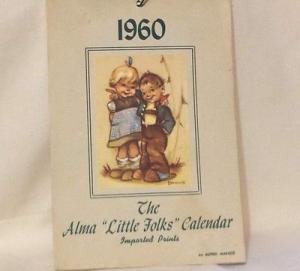 1960
The
Alma "Little Folks" Calendar
Imported Prints